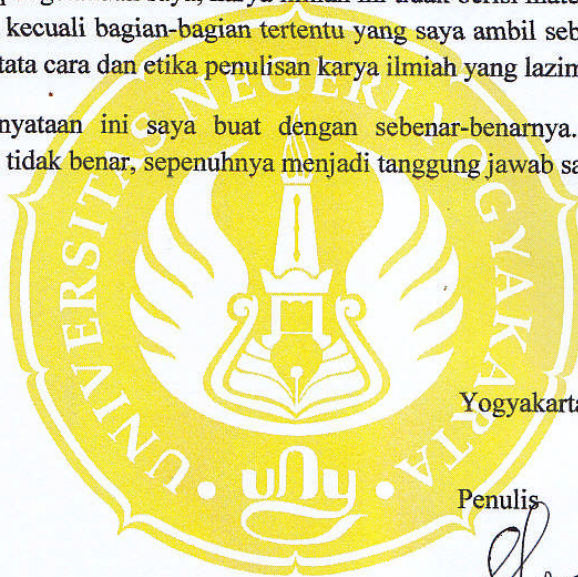 kecuali bagian-bagian tertentu yang saya ambil seb
tata cara dan etika penulisan karya ilmiah yang lazim
nyataan ini saya buat dengan sebenar-benarnya.
tidak benar, sepenuhnya menjadi tanggung jawab sa
UNIVERSITAS NEGERI YOGYAKARTA
uny
Yogyakarta
Penulis